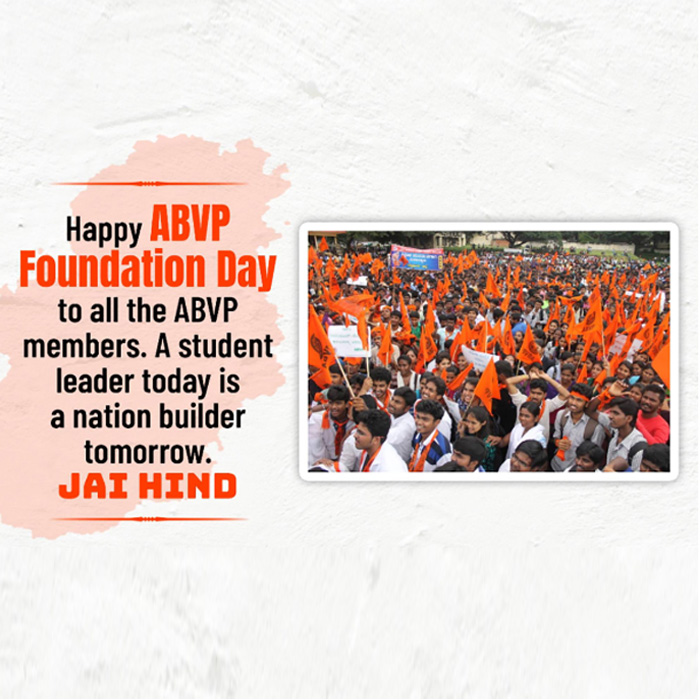 Happy ABVP
Foundation Day
to all the ABVP
members. A student
leader today is
a nation builder
tomorrow.
JAI HIND